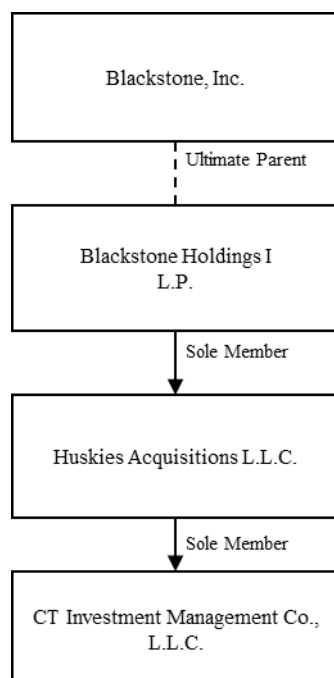 Blackstone, Inc.
Ultimate Parent
Blackstone Holdings I
L.P.
Sole Member
Huskies Acquisitions L.L.C.
Sole Member
CT Investment Management Co.,
L.L.C.